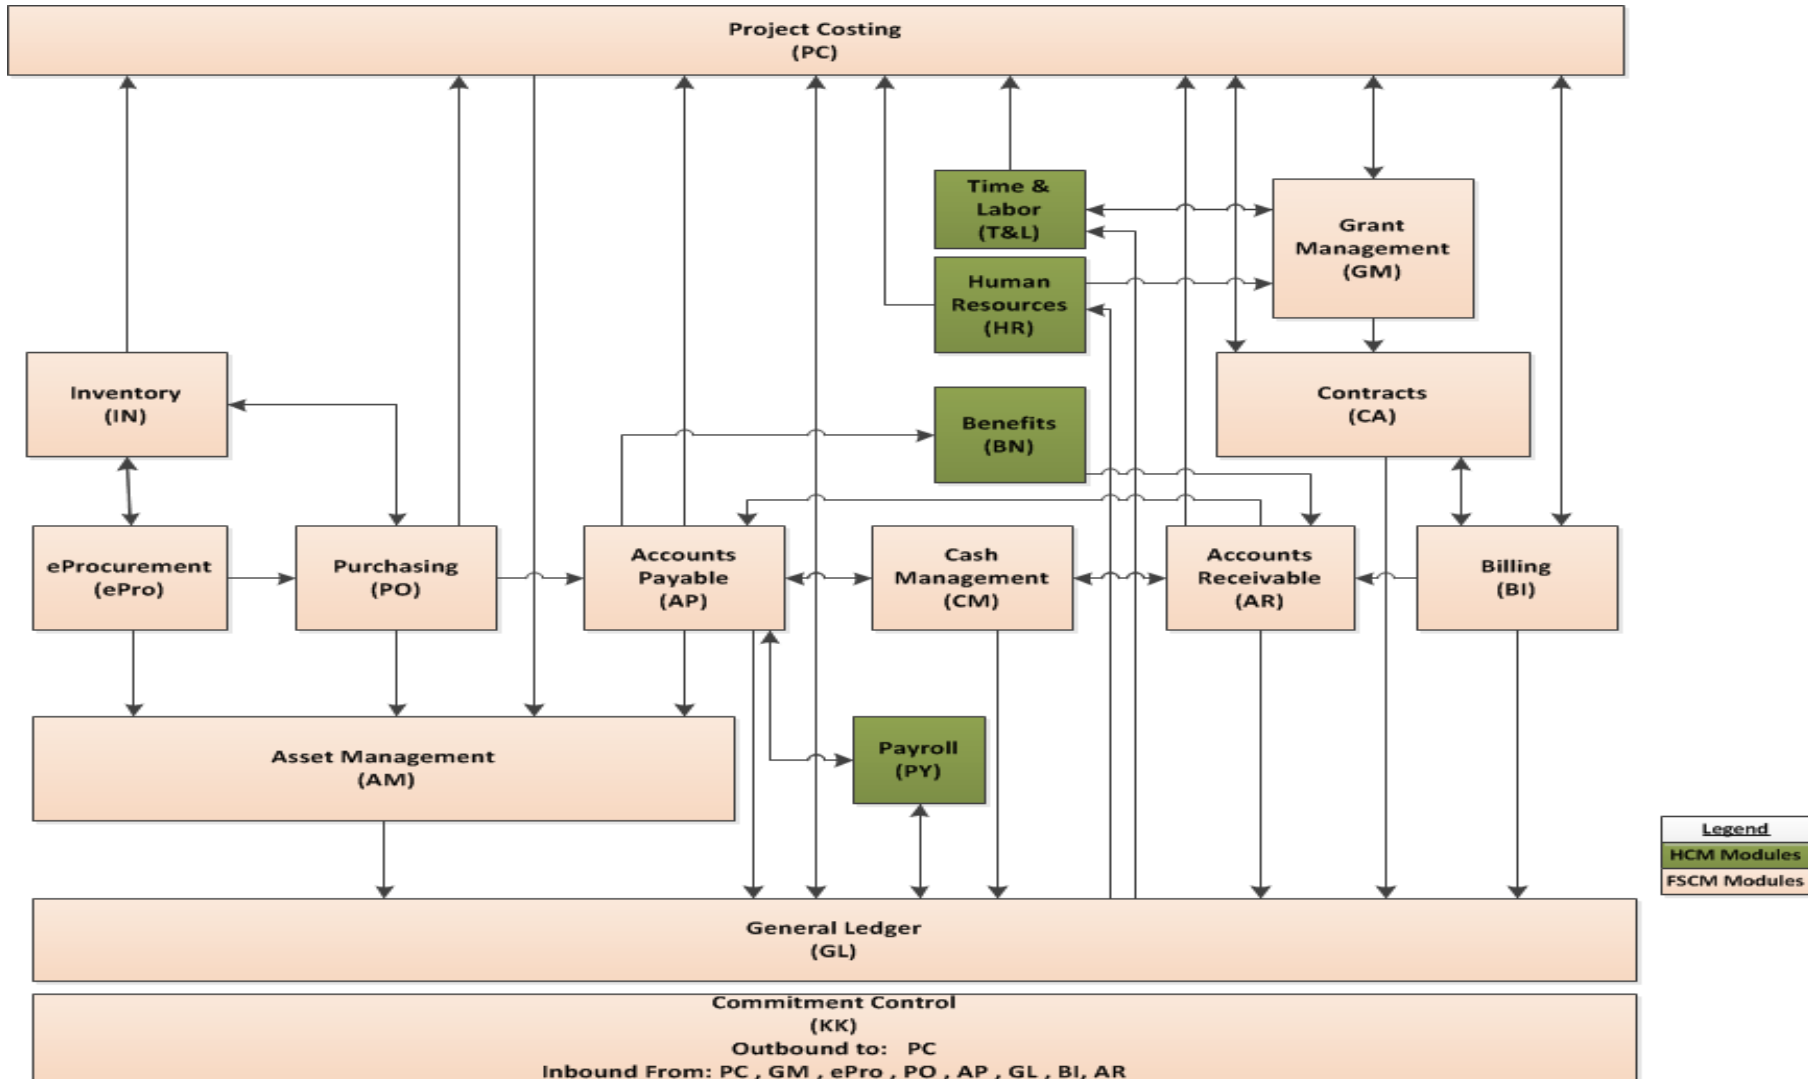 Project Costing
(PC)
Time &
Labor
(T&L)
Grant
Management
(GM)
Human
Resources
(HR)
Inventory
(IN)
Contracts
(CA)
Benefits
(BN)
eProcurement
(ePro)
Purchasing
(PO)
Accounts
Payable
(AP)
Cash
Management
(CM)
Accounts
Receivable
(AR)
Billing
(BI)
Asset Management
(AM)
Payroll
(PY)
Legend
HCM Modules
FSCM Modules
General Ledger
(GL)
Commitment Control
(KK)
Outbound to: PC
Inbound From: PC , GM , ePro , PO , AP , GL , BI, AR